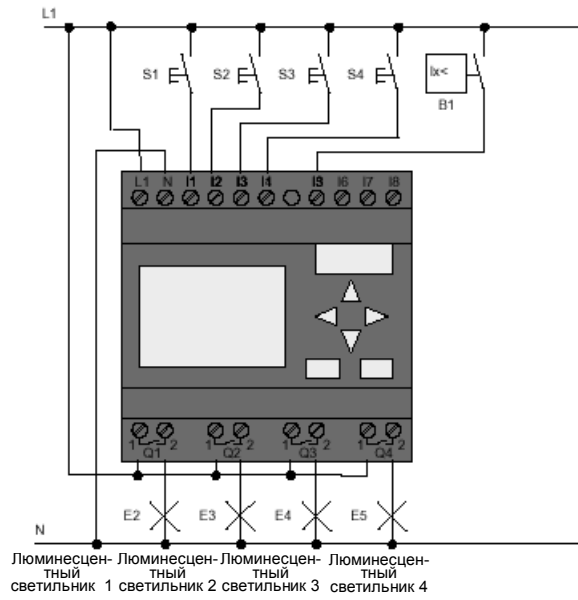 L1
S1 S2 S3 S4 Ix< B1
L1 N I1 I2 I3 I4 I5 I6 I7 I8
1 2 1 2 1 2 1 2
Q1 Q2 Q3 Q4
E2 E3 E4 E5
N
Люминесцен- Люминесцен- Люминесцен- Люминесцен-
тный тный тный тный
светильник 1 светильник 2 светильник 3 светильник 4